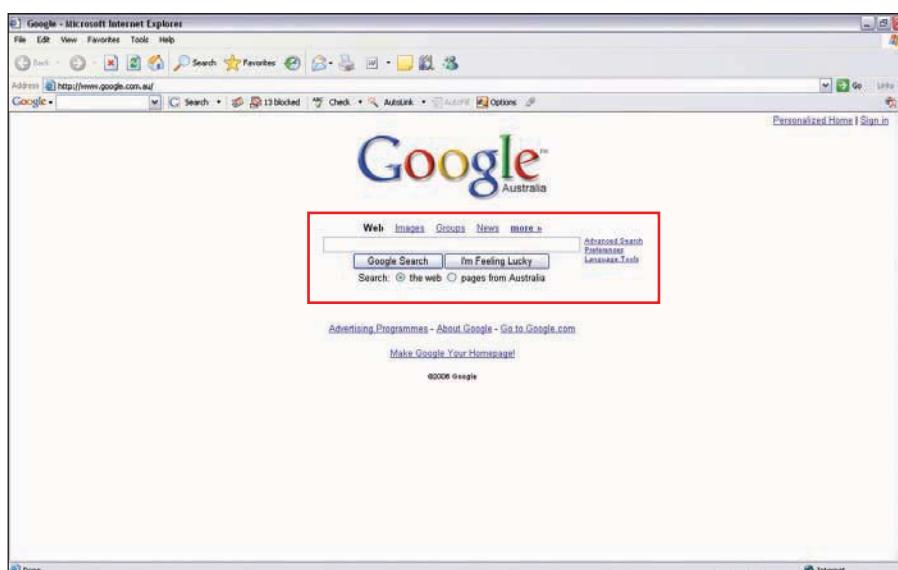 Google - Microsoft Internet Explorer
File Edit View Favorites Tools Help
Back Search Favorites
Address http://www.google.com.au/ Go Links
Google Search 13 blocked Check AutoLink AutoFill Options
Personalized Home | Sign in
Google™
Australia
Web Images Groups News more »
Advanced Search
Preferences
Language Tools
Google Search I'm Feeling Lucky
Search: the web pages from Australia
Advertising Programmes - About Google - Go to Google.com
Make Google Your Homepage!
©2006 Google
Done Internet